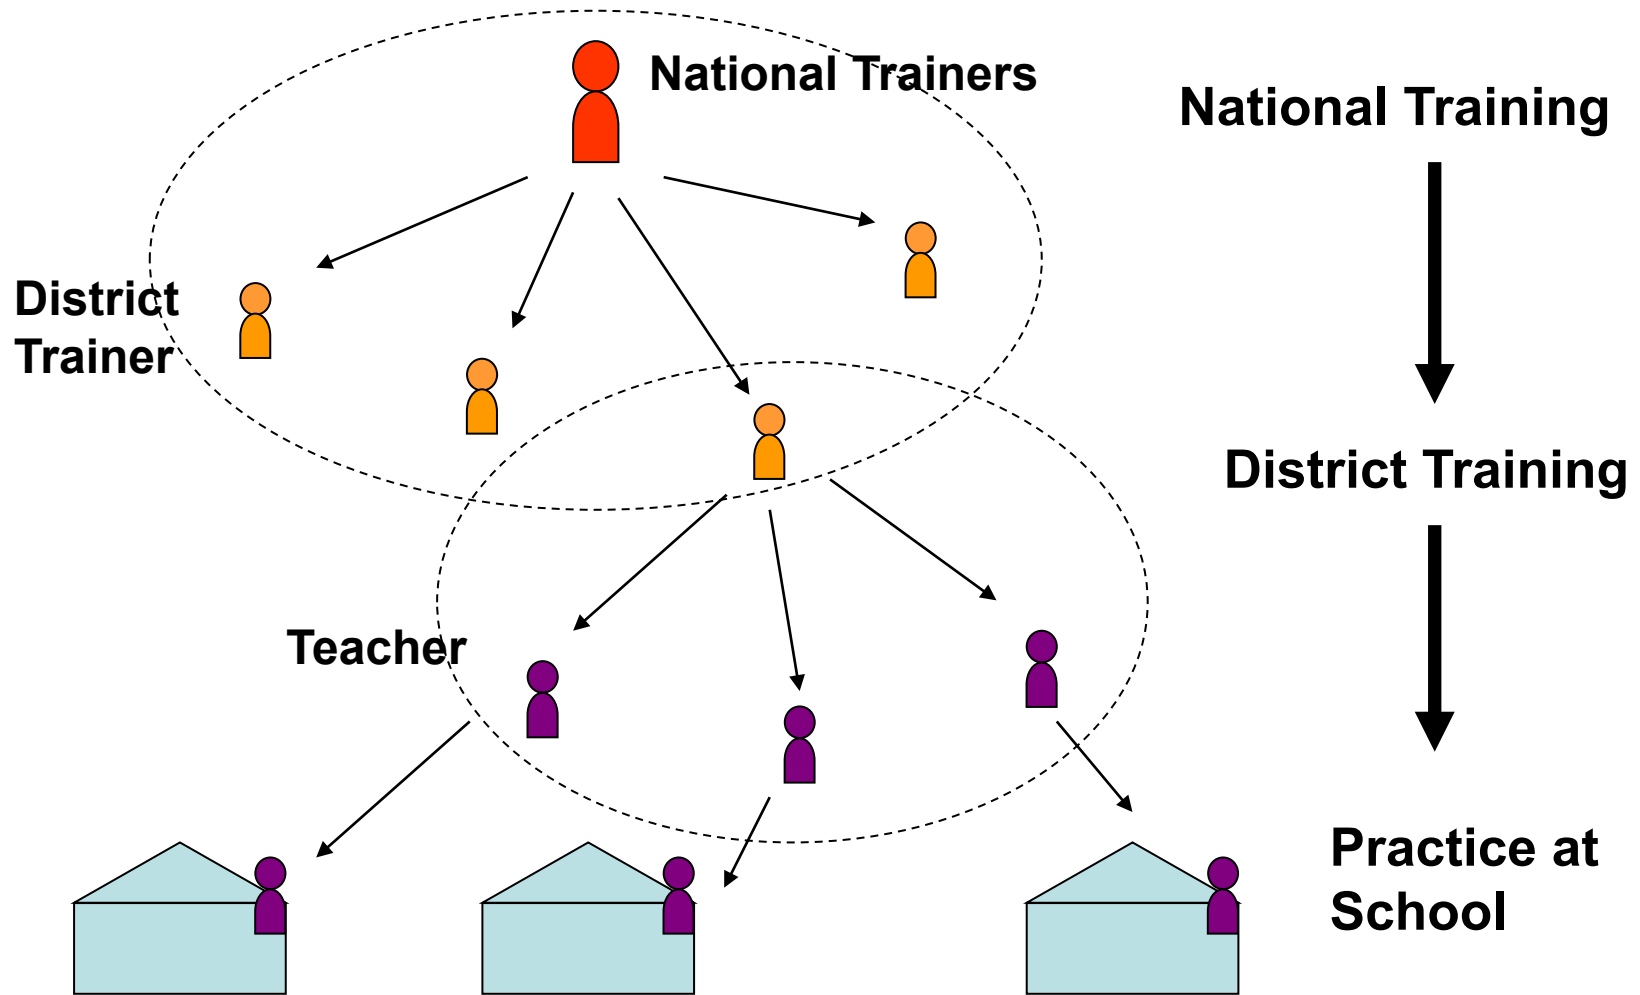 National Trainers
National Training
District
Trainer
District Training
Teacher
Practice at
School